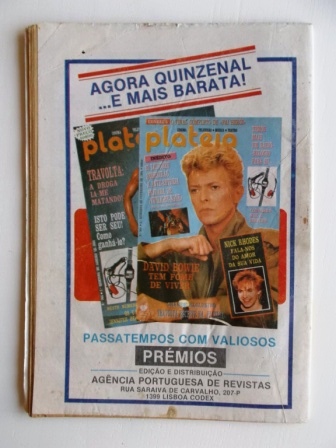 AGORA QUINZENAL
...E MAIS BARATA!
plateia
plateia
TRAVOLTA:
A DROGA
IA-ME
MATANDO!
ISTO PODE
SER SEU!
Como
ganhá-lo?
NICK RHODES
FALA-NOS
DO AMOR
DA SUA VIDA
DAVID BOWIE
TEM FOME
DE VIVER
PASSATEMPOS COM VALIOSOS
PRÉMIOS
EDIÇÃO E DISTRIBUIÇÃO
AGÊNCIA PORTUGUESA DE REVISTAS
RUA SARAIVA DE CARVALHO, 207-P
1399 LISBOA CODEX